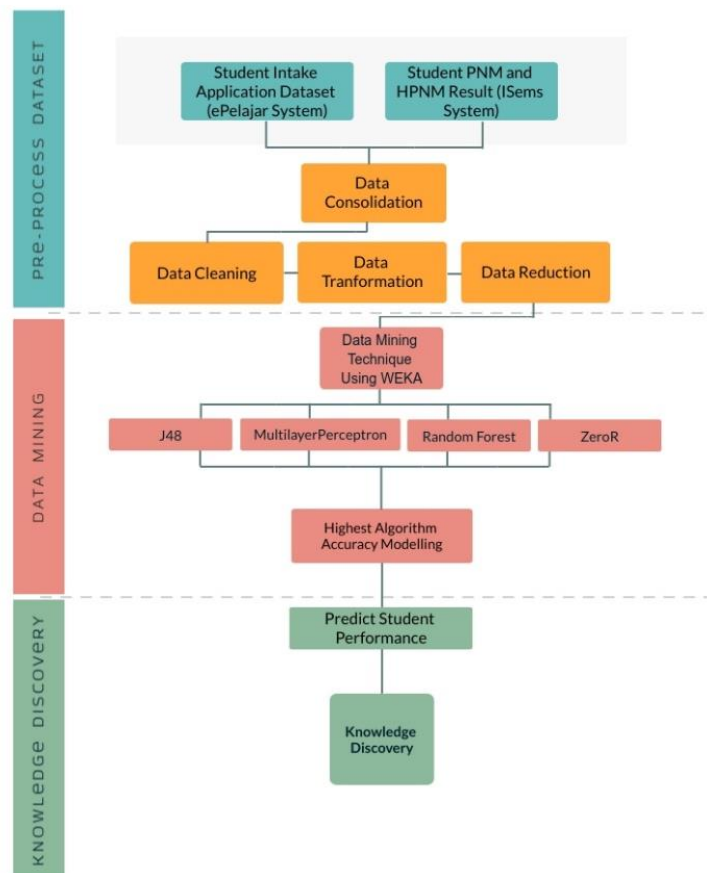 PRE-PROCESS DATASET
Student Intake
Application Dataset
(ePelajar System)
Student PNM and
HPNM Result (ISems
System)
Data
Consolidation
Data Cleaning
Data
Tranformation
Data Reduction
DATA MINING
Data Mining
Technique
Using WEKA
J48
MultilayerPerceptron
Random Forest
ZeroR
Highest Algorithm
Accuracy Modelling
KNOWLEDGE DISCOVERY
Predict Student
Performance
Knowledge
Discovery